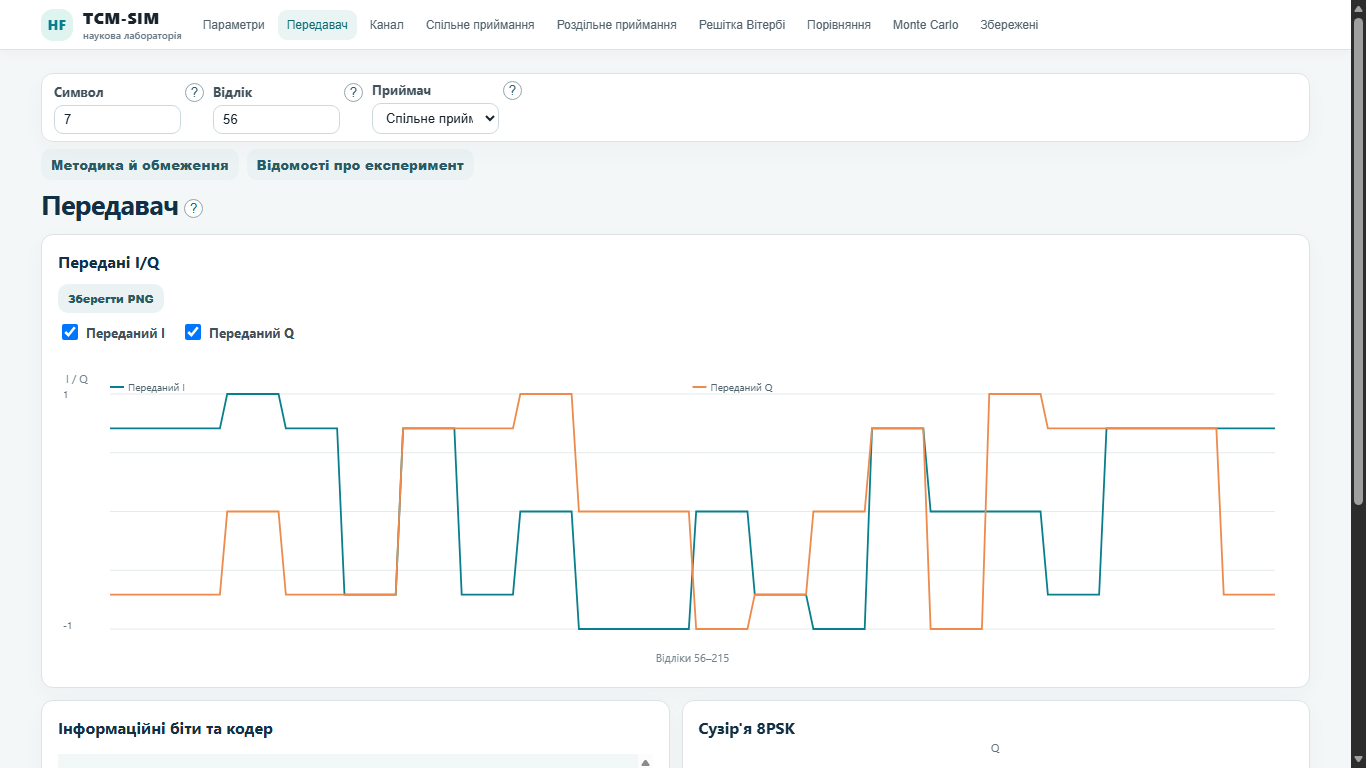 HF
TCM-SIM
наукова лабораторія
Параметри
Передавач
Канал
Спільне приймання
Роздільне приймання
Решітка Вітербі
Порівняння
Monte Carlo
Збережені
Символ ?
Відлік ?
Приймач ?
7
56
Спільне прийм
Методика й обмеження
Відомості про експеримент
Передавач ?
Передані I/Q
Зберегти PNG
Переданий I
Переданий Q
I / Q
Переданий I
Переданий Q
1
-1
Відліки 56–215
Інформаційні біти та кодер
Сузір'я 8PSK
Q